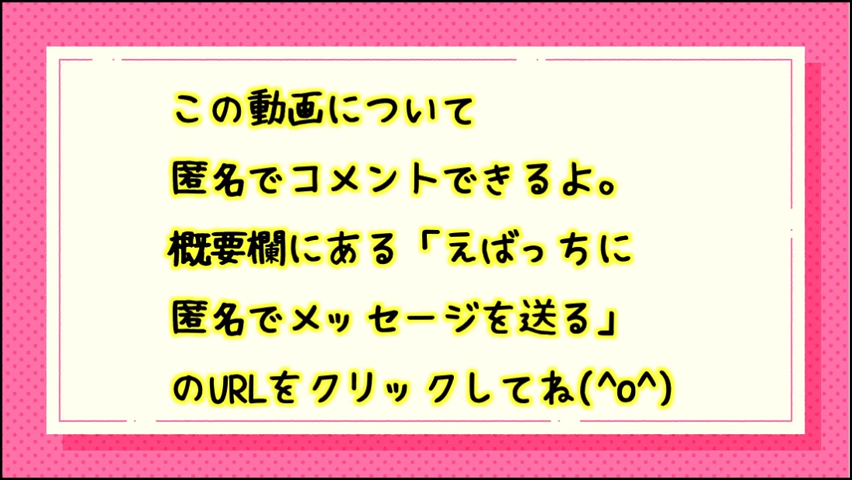 この動画について
匿名でコメントできるよ。
概要欄にある「えばっちに
匿名でメッセージを送る」
のURLをクリックしてね(^o^)